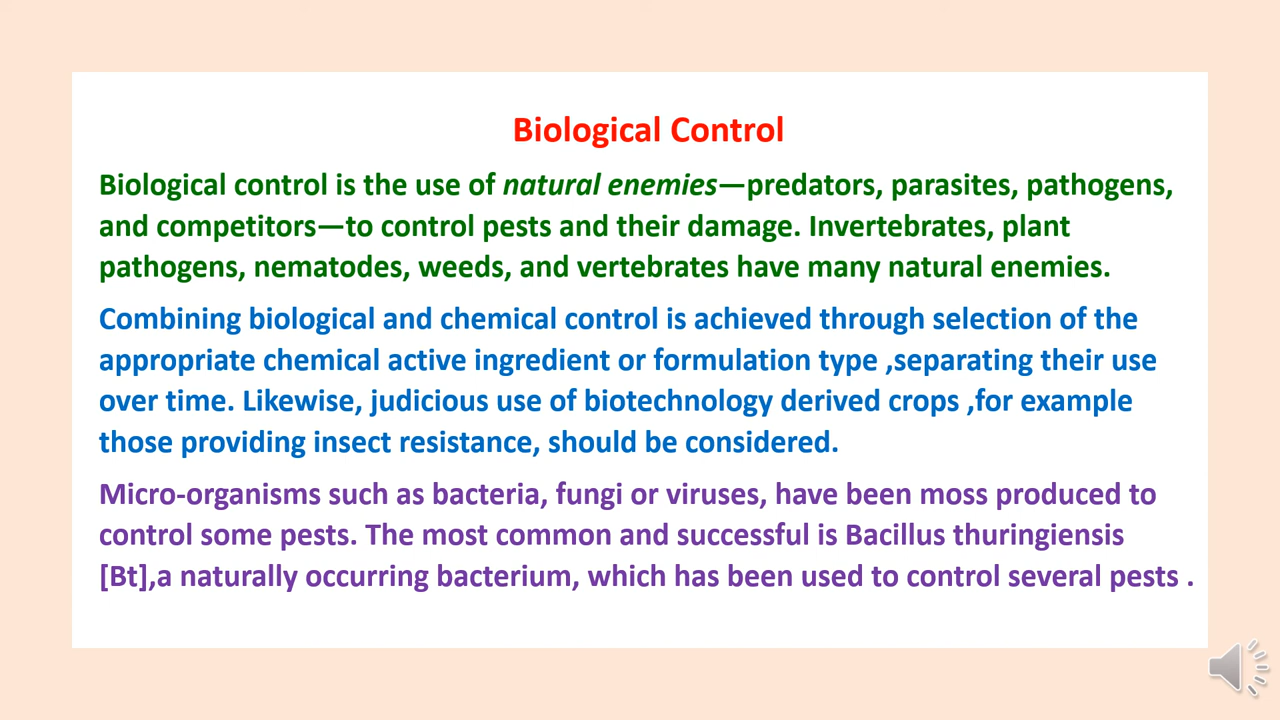 Biological Control
Biological control is the use of natural enemies—predators, parasites, pathogens,
and competitors—to control pests and their damage. Invertebrates, plant
pathogens, nematodes, weeds, and vertebrates have many natural enemies.
Combining biological and chemical control is achieved through selection of the
appropriate chemical active ingredient or formulation type ,separating their use
over time. Likewise, judicious use of biotechnology derived crops ,for example
those providing insect resistance, should be considered.
Micro-organisms such as bacteria, fungi or viruses, have been moss produced to
control some pests. The most common and successful is Bacillus thuringiensis
[Bt],a naturally occurring bacterium, which has been used to control several pests .